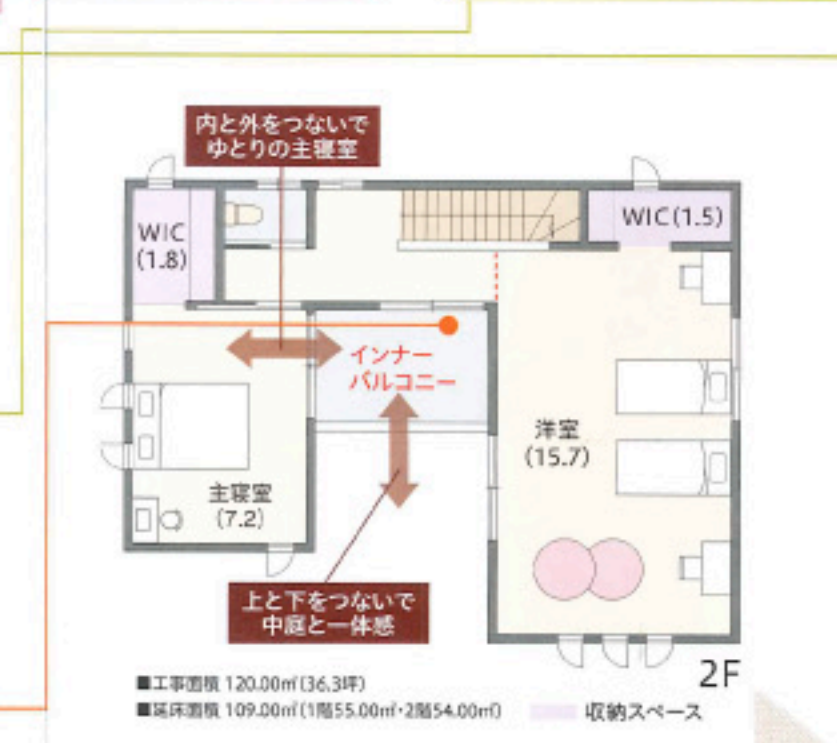 内と外をつないで
ゆとりの主寝室
WIC
(1.8)
WIC(1.5)
インナー
バルコニー
洋室
(15.7)
主寝室
(7.2)
上と下をつないで
中庭と一体感
2F
■工事面積 120.00㎡(36.3坪)
■延床面積 109.00㎡(1階55.00㎡・2階54.00㎡)
収納スペース